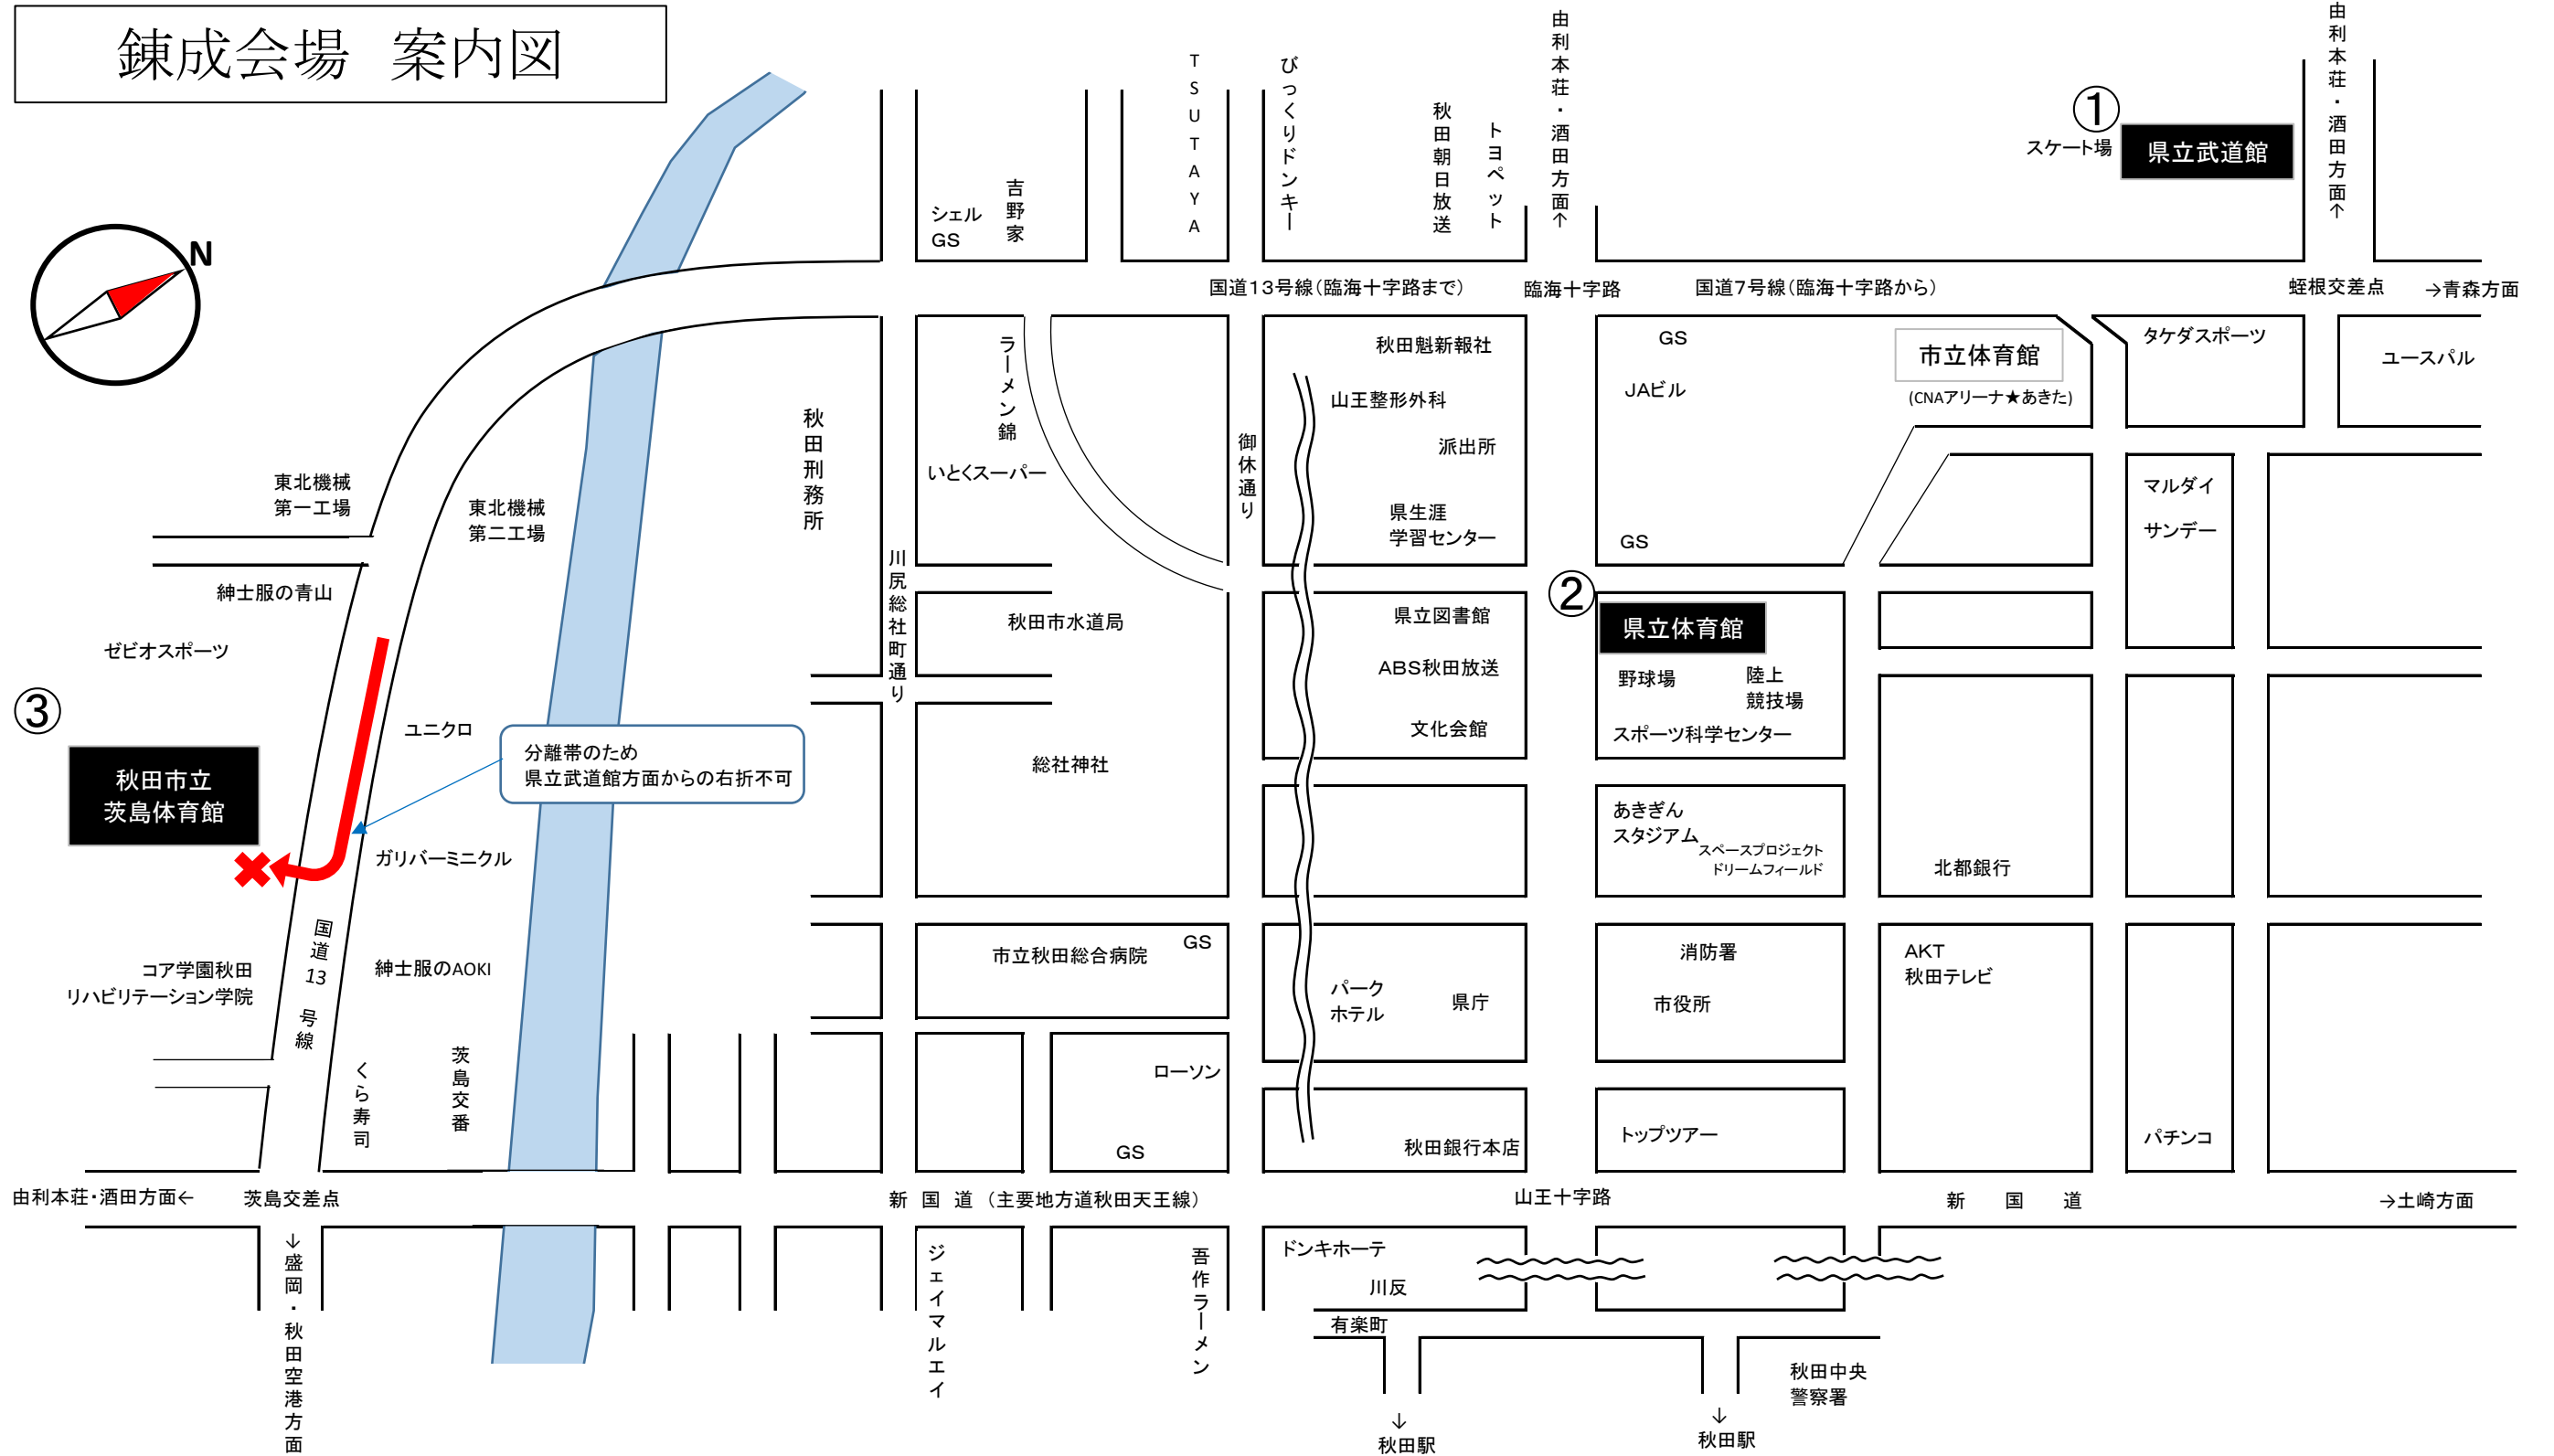 錬成会場　案内図
N
TSUTAYA
びっくりドンキー
秋田朝日放送
トヨペット
由利本荘・酒田方面↑
由利本荘・酒田方面↑
①
スケート場
県立武道館
シェル
GS
吉野家
国道13号線（臨海十字路まで）
臨海十字路
国道7号線（臨海十字路から）
蛭根交差点
→青森方面
ラーメン錦
いとくスーパー
御休通り
秋田魁新報社
山王整形外科
派出所
県生涯
学習センター
GS
JAビル
GS
市立体育館
(CNAアリーナ★あきた)
タケダスポーツ
ユースパル
マルダイ
サンデー
秋田刑務所
東北機械
第一工場
東北機械
第二工場
紳士服の青山
ゼビオスポーツ
③
秋田市立
茨島体育館
ユニクロ
分離帯のため
県立武道館方面からの右折不可
ガリバーミニクル
国道13号線
紳士服のAOKI
コア学園秋田
リハビリテーション学院
くら寿司
茨島交番
川尻総社町通り
秋田市水道局
総社神社
県立図書館
ABS秋田放送
文化会館
②
県立体育館
野球場
陸上
競技場
スポーツ科学センター
あきぎん
スタジアム
スペースプロジェクト
ドリームフィールド
北都銀行
市立秋田総合病院
GS
パーク
ホテル
県庁
消防署
市役所
AKT
秋田テレビ
ローソン
GS
秋田銀行本店
トップツアー
パチンコ
由利本荘・酒田方面←
茨島交差点
新国道（主要地方道秋田天王線）
山王十字路
新　国　道
→土崎方面
↓盛岡・秋田空港方面
ジェイマルエイ
吾作ラーメン
ドンキホーテ
川反
有楽町
↓
秋田駅
↓
秋田駅
秋田中央
警察署